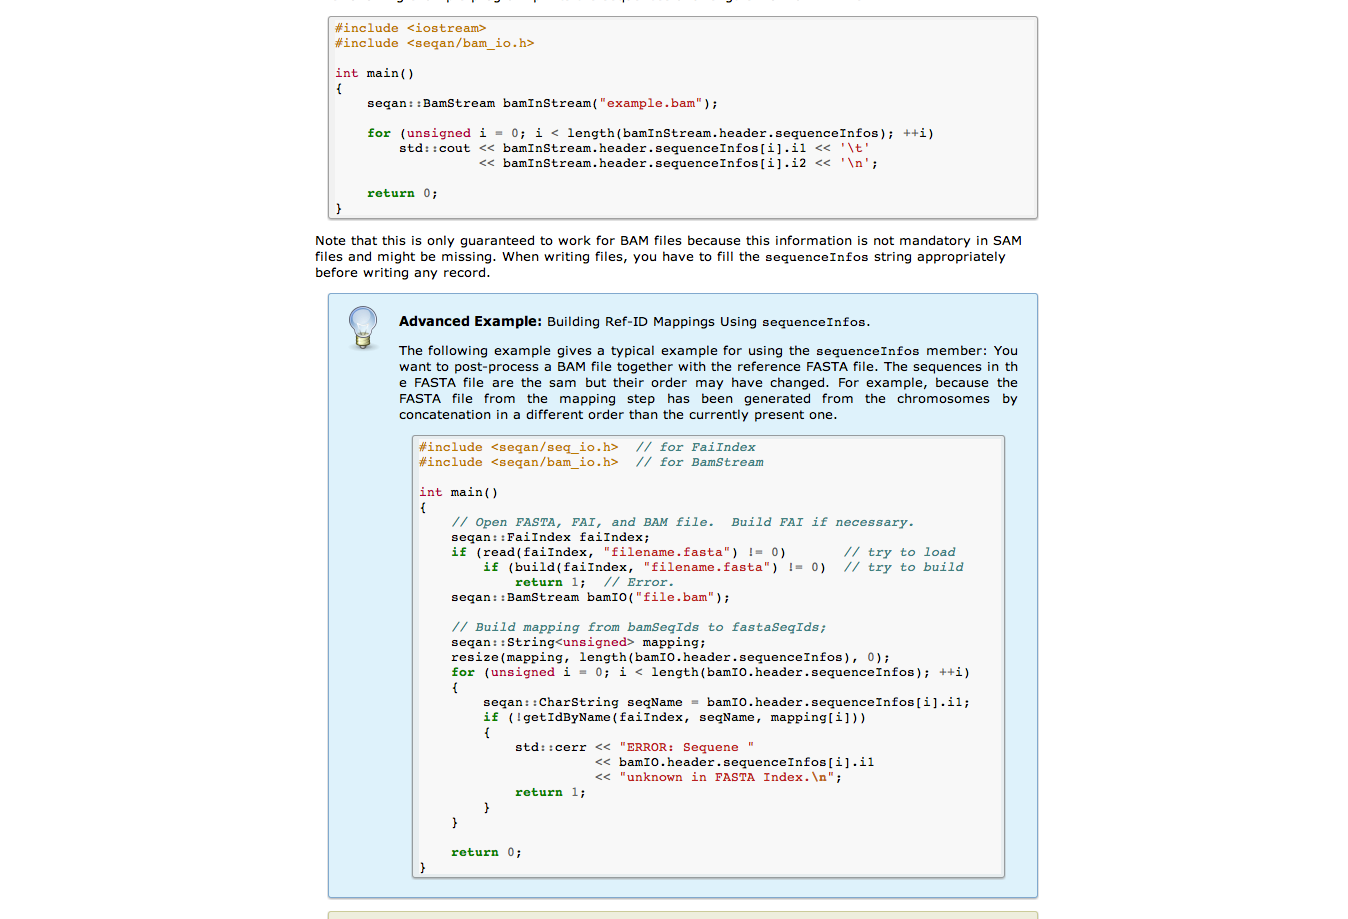 #include <iostream>
#include <seqan/bam_io.h>
int main()
{
seqan::BamStream bamInStream("example.bam");
for (unsigned i = 0; i < length(bamInStream.header.sequenceInfos); ++i)
std::cout << bamInStream.header.sequenceInfos[i].i1 << '\t'
<< bamInStream.header.sequenceInfos[i].i2 << '\n';
return 0;
}
Note that this is only guaranteed to work for BAM files because this information is not mandatory in SAM
files and might be missing. When writing files, you have to fill the sequenceInfos string appropriately
before writing any record.
Advanced Example: Building Ref-ID Mappings Using sequenceInfos.
The following example gives a typical example for using the sequenceInfos member: You
want to post-process a BAM file together with the reference FASTA file. The sequences in th
e FASTA file are the sam but their order may have changed. For example, because the
FASTA file from the mapping step has been generated from the chromosomes by
concatenation in a different order than the currently present one.
#include <seqan/seq_io.h>  // for FaiIndex
#include <seqan/bam_io.h>  // for BamStream
int main()
{
// Open FASTA, FAI, and BAM file.  Build FAI if necessary.
seqan::FaiIndex faiIndex;
if (read(faiIndex, "filename.fasta") != 0)       // try to load
if (build(faiIndex, "filename.fasta") != 0)  // try to build
return 1;  // Error.
seqan::BamStream bamIO("file.bam");
// Build mapping from bamSeqIds to fastaSeqIds;
seqan::String<unsigned> mapping;
resize(mapping, length(bamIO.header.sequenceInfos), 0);
for (unsigned i = 0; i < length(bamIO.header.sequenceInfos); ++i)
{
seqan::CharString seqName = bamIO.header.sequenceInfos[i].i1;
if (!getIdByName(faiIndex, seqName, mapping[i]))
{
std::cerr << "ERROR: Sequene "
<< bamIO.header.sequenceInfos[i].i1
<< "unknown in FASTA Index.\n";
return 1;
}
}
return 0;
}